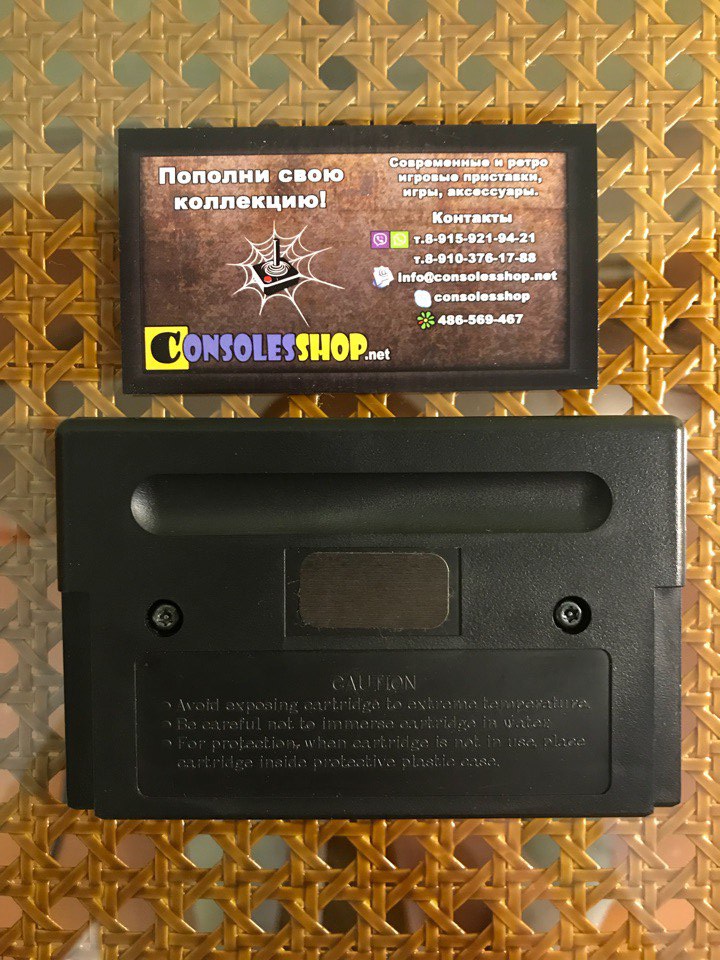 Пополни свою
коллекцию!
CONSOLESSHOP.net
Современные и ретро
игровые приставки,
игры, аксессуары.
Контакты
т.8-915-921-94-21
т.8-910-376-17-88
info@consolesshop.net
consolesshop
486-569-467
CAUTION
Avoid exposing cartridge to extreme temperature.
Be careful not to immerse cartridge in water.
For protection, when cartridge is not in use, place
cartridge inside protective plastic case.